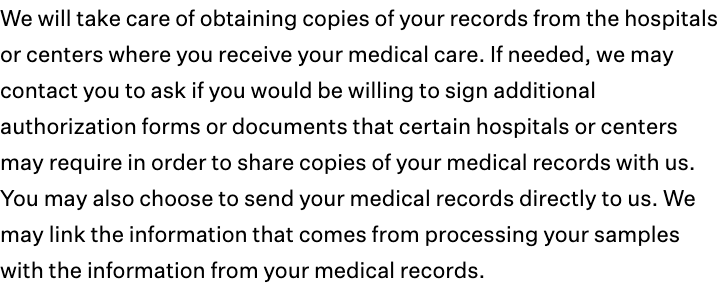 We will take care of obtaining copies of your records from the hospitals
or centers where you receive your medical care. If needed, we may
contact you to ask if you would be willing to sign additional
authorization forms or documents that certain hospitals or centers
may require in order to share copies of your medical records with us.
You may also choose to send your medical records directly to us. We
may link the information that comes from processing your samples
with the information from your medical records.